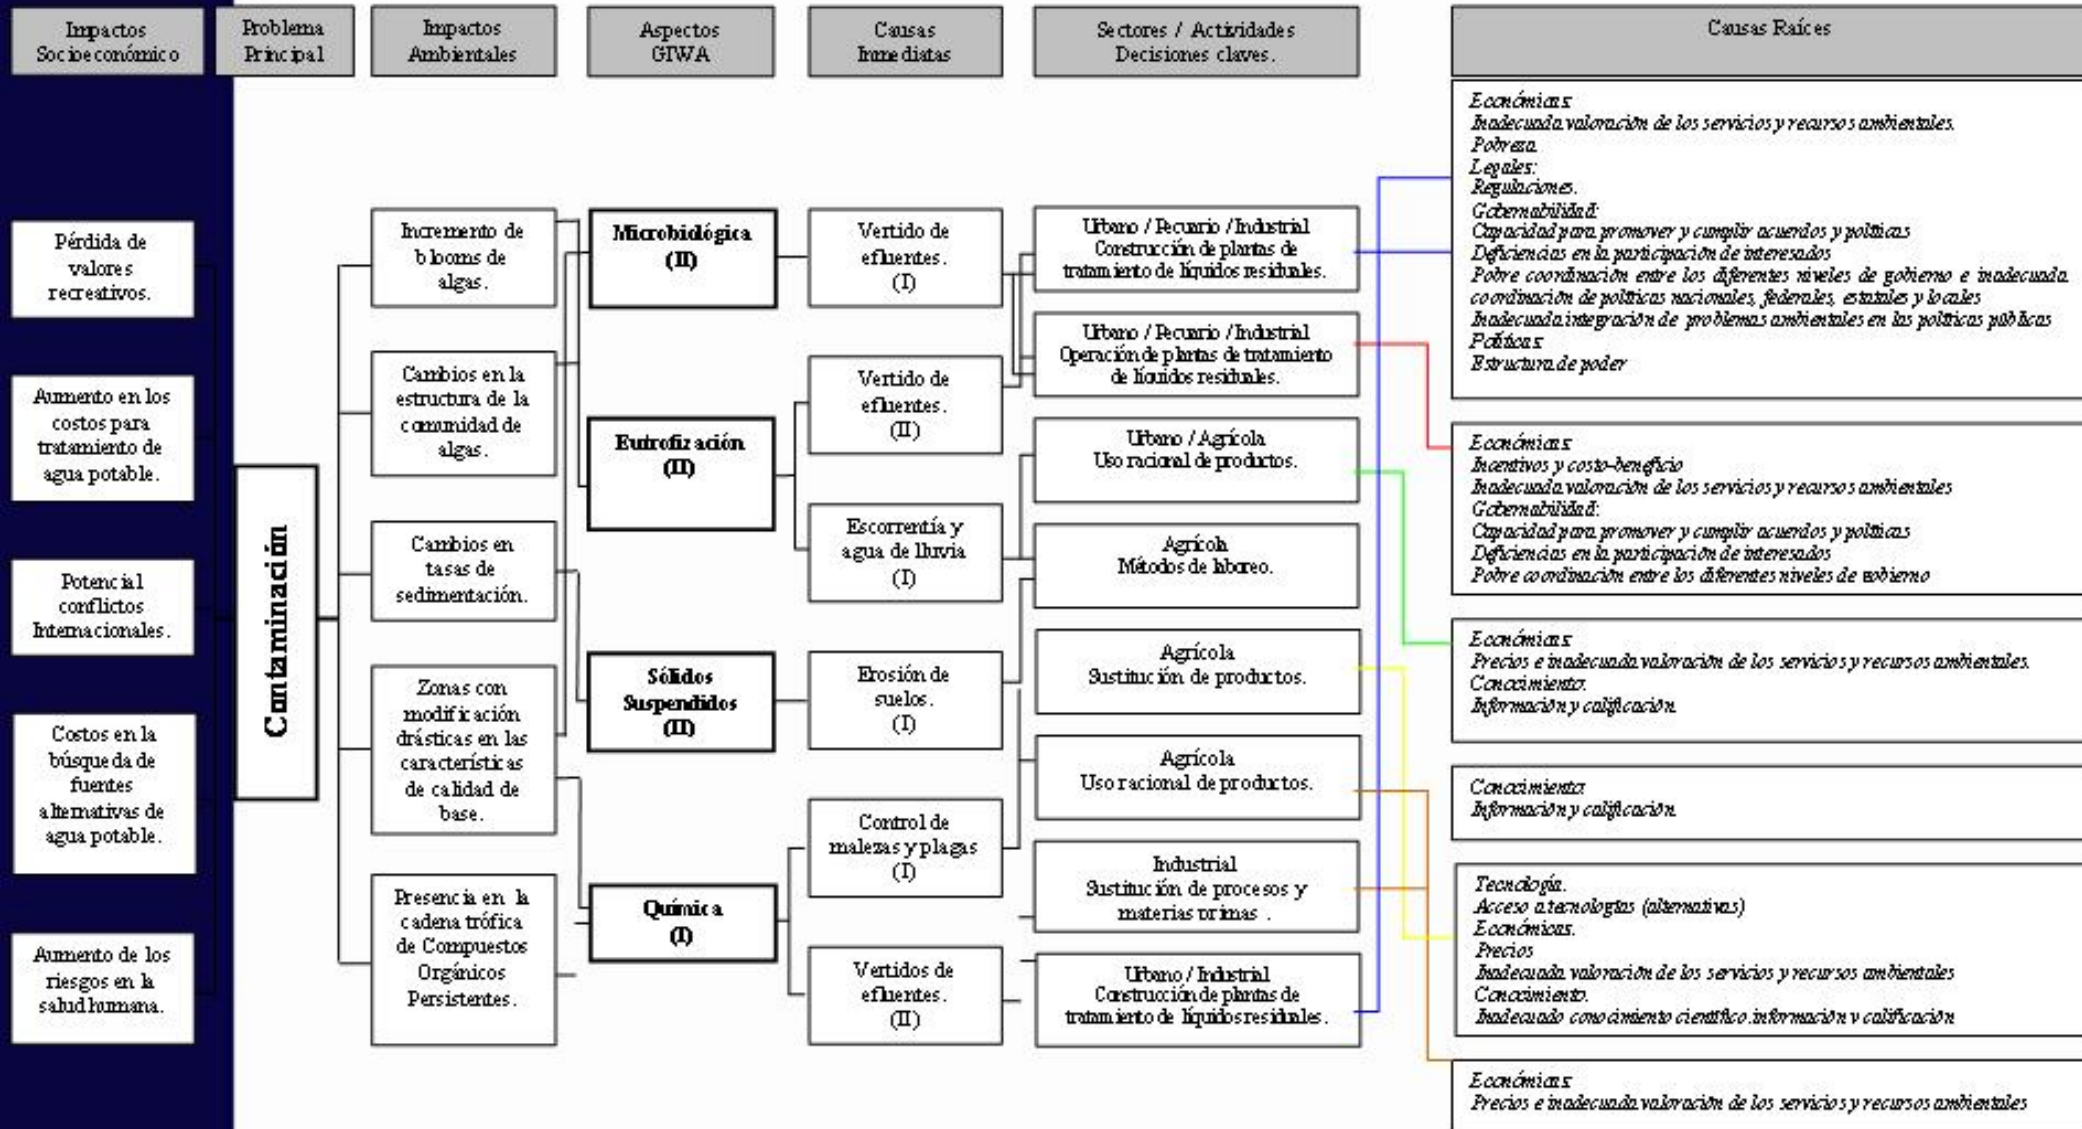 Impactos
Socioeconómico
Problema
Principal
Impactos
Ambientales
Aspectos
GIWA
Causas
Inmediatas
Sectores / Actividades
Decisiones claves.
Causas Raíces
Pérdida de
valores
recreativos.
Aumento en los
costos para
tratamiento de
agua potable.
Potencial
conflictos
Internacionales.
Costos en la
búsqueda de
fuentes
alternativas de
agua potable.
Aumento de los
riesgos en la
salud humana.
Contaminación
Incremento de
blooms de
algas.
Cambios en la
estructura de la
comunidad de
algas.
Cambios en
tasas de
sedimentación.
Zonas con
modificación
drásticas en las
características
de calidad de
base.
Presencia en la
cadena trófica
de Compuestos
Orgánicos
Persistentes.
Microbiológica
(II)
Eutrofización
(II)
Sólidos
Suspendidos
(II)
Química
(I)
Vertido de
efluentes.
(I)
Vertido de
efluentes.
(II)
Escorrentía y
agua de lluvia
(I)
Erosión de
suelos.
(I)
Control de
malezas y plagas
(I)
Vertidos de
efluentes.
(II)
Urbano / Pecuario / Industrial
Construcción de plantas de
tratamiento de líquidos residuales.
Urbano / Pecuario / Industrial
Operación de plantas de tratamiento
de líquidos residuales.
Urbano / Agrícola
Uso racional de productos.
Agrícola
Métodos de laboreo.
Agrícola
Sustitución de productos.
Agrícola
Uso racional de productos.
Industrial
Sustitución de procesos y
materias primas .
Urbano / Industrial
Construcción de plantas de
tratamiento de líquidos residuales.
Económicas:
Inadecuada valoración de los servicios y recursos ambientales.
Pobreza.
Legales:
Regulaciones.
Gobernabilidad:
Capacidad para promover y cumplir acuerdos y políticas
Deficiencias en la participación de interesados
Pobre coordinación entre los diferentes niveles de gobierno e inadecuada
coordinación de políticas nacionales, federales, estatales y locales
Inadecuada integración de problemas ambientales en las políticas públicas
Políticas:
Estructura de poder
Económicas:
Incentivos y costo-beneficio
Inadecuada valoración de los servicios y recursos ambientales
Gobernabilidad:
Capacidad para promover y cumplir acuerdos y políticas
Deficiencias en la participación de interesados
Pobre coordinación entre los diferentes niveles de gobierno
Económicas:
Precios e inadecuada valoración de los servicios y recursos ambientales.
Conocimiento:
Información y calificación.
Conocimiento:
Información y calificación.
Tecnología.
Acceso a tecnologías (alternativas)
Económicas.
Precios
Inadecuada valoración de los servicios y recursos ambientales
Conocimiento.
Inadecuado conocimiento científico.información y calificación
Económicas:
Precios e inadecuada valoración de los servicios y recursos ambientales